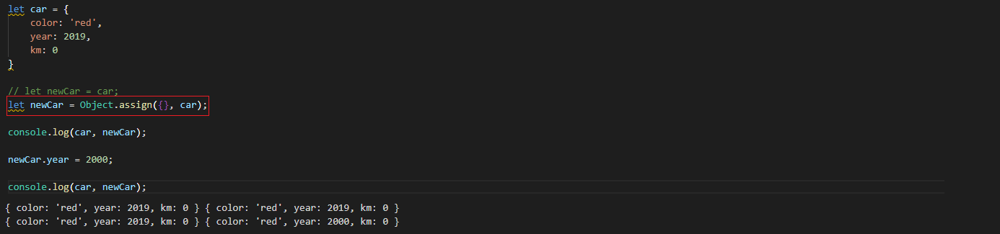 let car = {
    color: 'red',
    year: 2019,
    km: 0
}
// let newCar = car;
let newCar = Object.assign({}, car);
console.log(car, newCar);
newCar.year = 2000;
console.log(car, newCar);
{ color: 'red', year: 2019, km: 0 } { color: 'red', year: 2019, km: 0 }
{ color: 'red', year: 2019, km: 0 } { color: 'red', year: 2000, km: 0 }